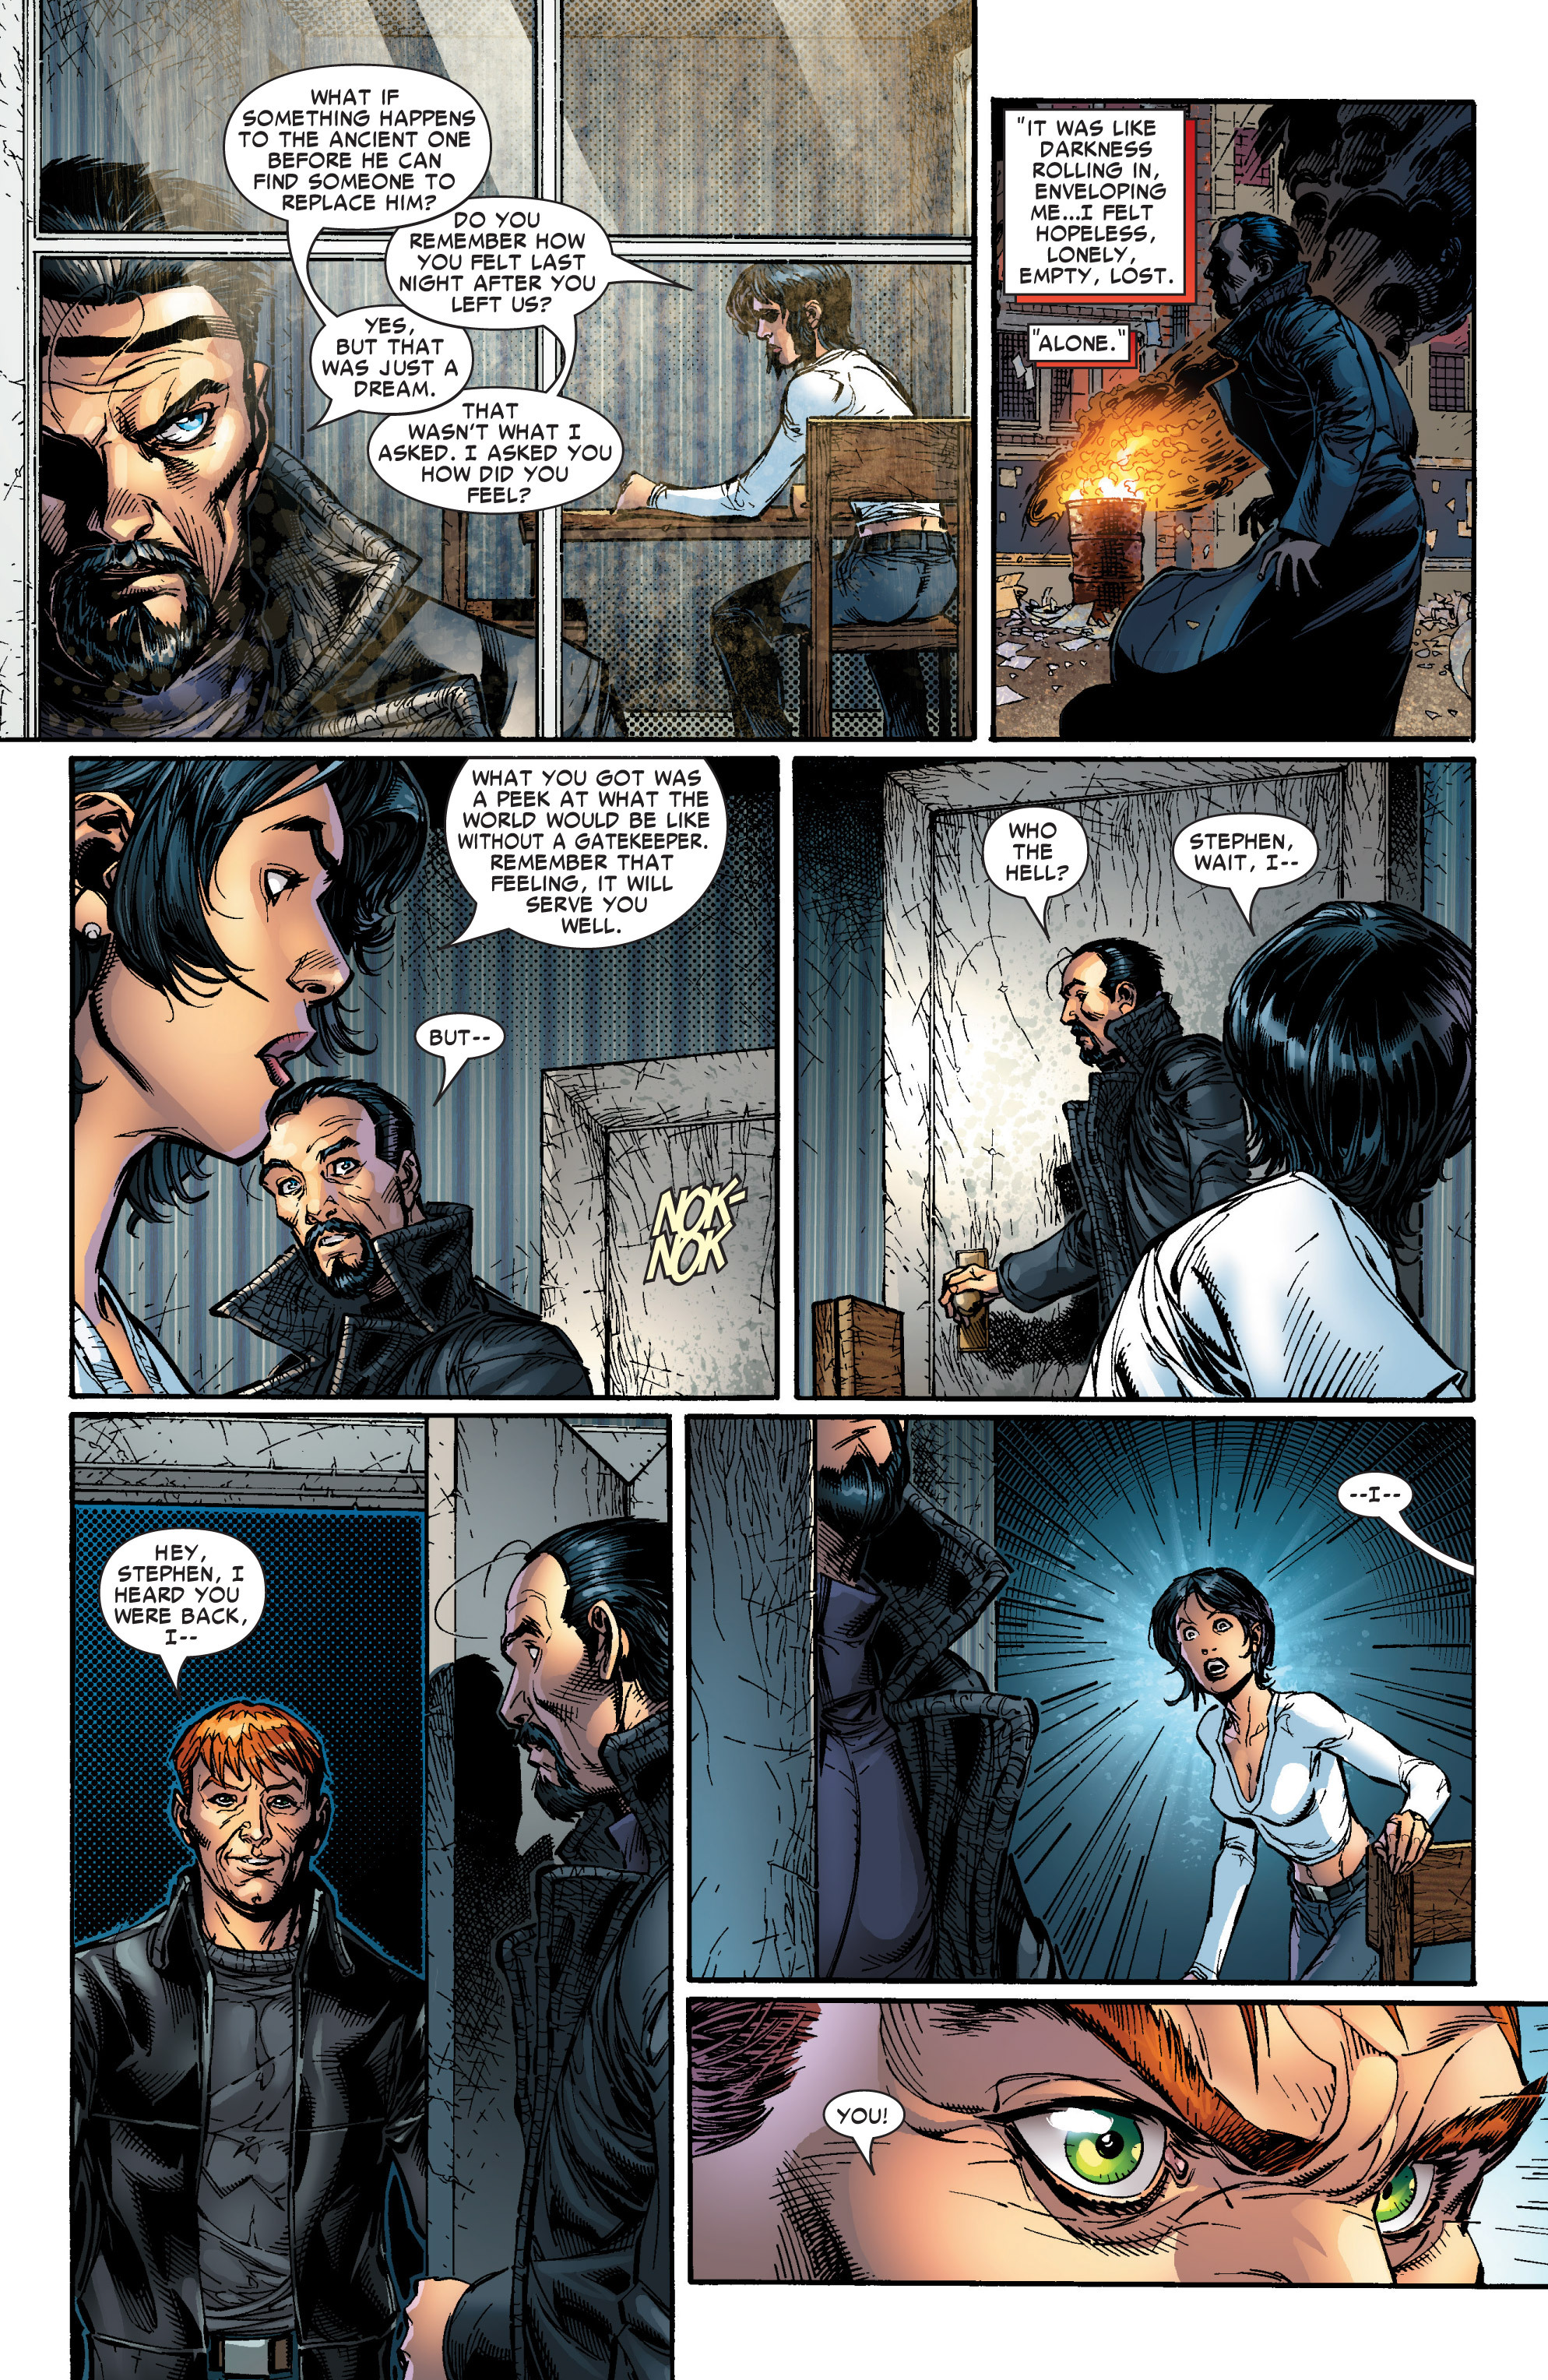 WHAT IF
SOMETHING HAPPENS
TO THE ANCIENT ONE
BEFORE HE CAN
FIND SOMEONE TO
REPLACE HIM?
DO YOU
REMEMBER HOW
YOU FELT LAST
NIGHT AFTER YOU
LEFT US?
YES,
BUT THAT
WAS JUST A
DREAM.
THAT
WASN'T WHAT I
ASKED. I ASKED YOU
HOW DID YOU
FEEL?
"IT WAS LIKE
DARKNESS
ROLLING IN,
ENVELOPING
ME...I FELT
HOPELESS,
LONELY,
EMPTY, LOST.
"ALONE."
WHAT YOU GOT WAS
A PEEK AT WHAT THE
WORLD WOULD BE LIKE
WITHOUT A GATEKEEPER.
REMEMBER THAT
FEELING, IT WILL
SERVE YOU
WELL.
BUT--
NOK-
NOK
WHO
THE
HELL?
STEPHEN,
WAIT, I--
HEY,
STEPHEN, I
HEARD YOU
WERE BACK,
I--
--I--
YOU!